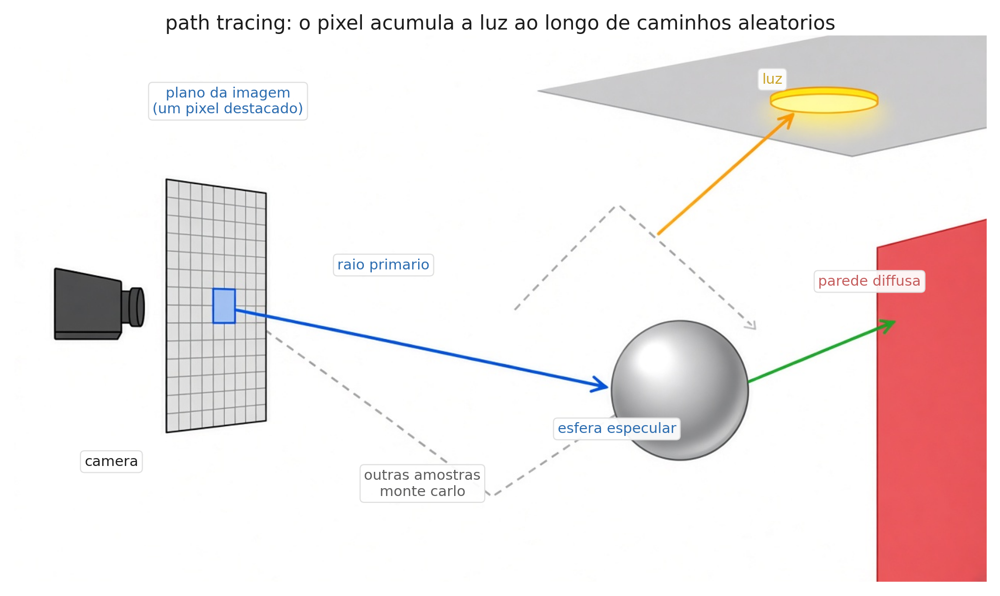 path tracing: o pixel acumula a luz ao longo de caminhos aleatorios
luz
plano da imagem
(um pixel destacado)
raio primario
parede diffusa
esfera especular
camera
outras amostras
monte carlo